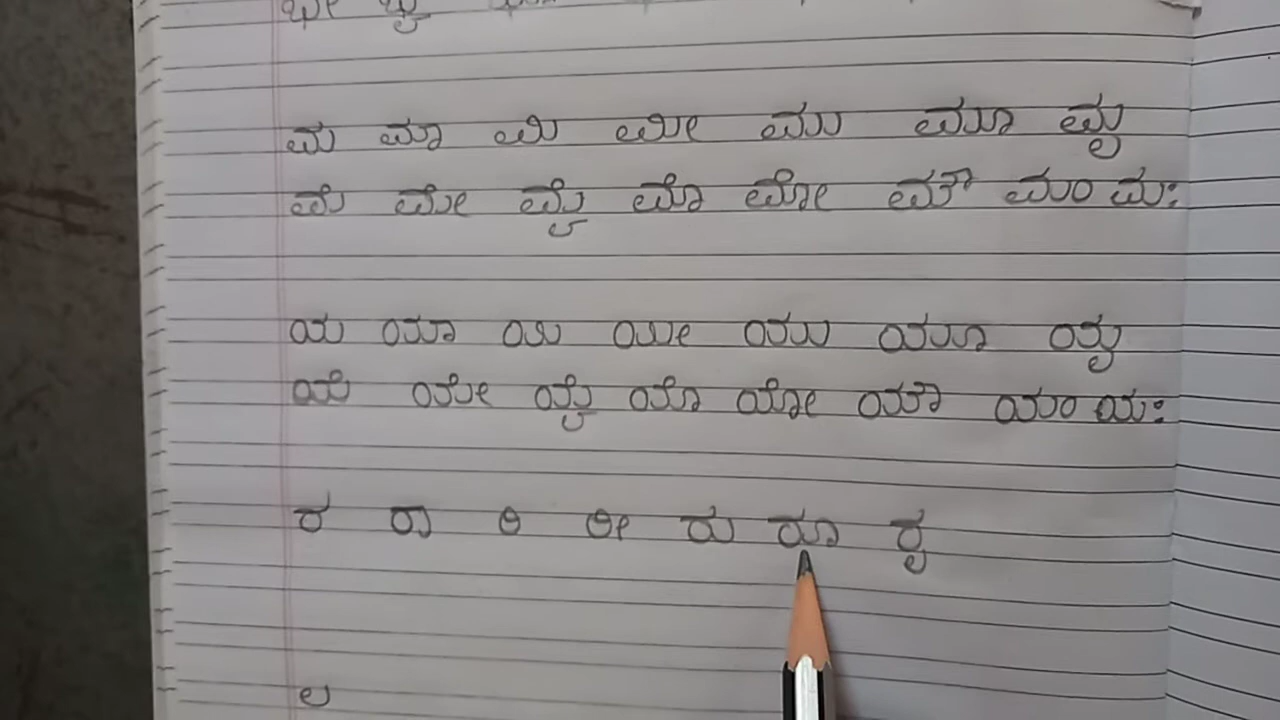 ಮ ಮಾ ಮಿ ಮೀ ಮು ಮೂ ಮೃ
ಮೆ ಮೇ ಮೈ ಮೊ ಮೋ ಮೌ ಮಂ ಮಃ
ಯ ಯಾ ಯಿ ಯೀ ಯು ಯೂ ಯೃ
ಯೆ ಯೇ ಯೈ ಯೊ ಯೋ ಯೌ ಯಂ ಯಃ
ರ ರಾ ರಿ ರೀ ರು ರೂ ರೃ
ಲ